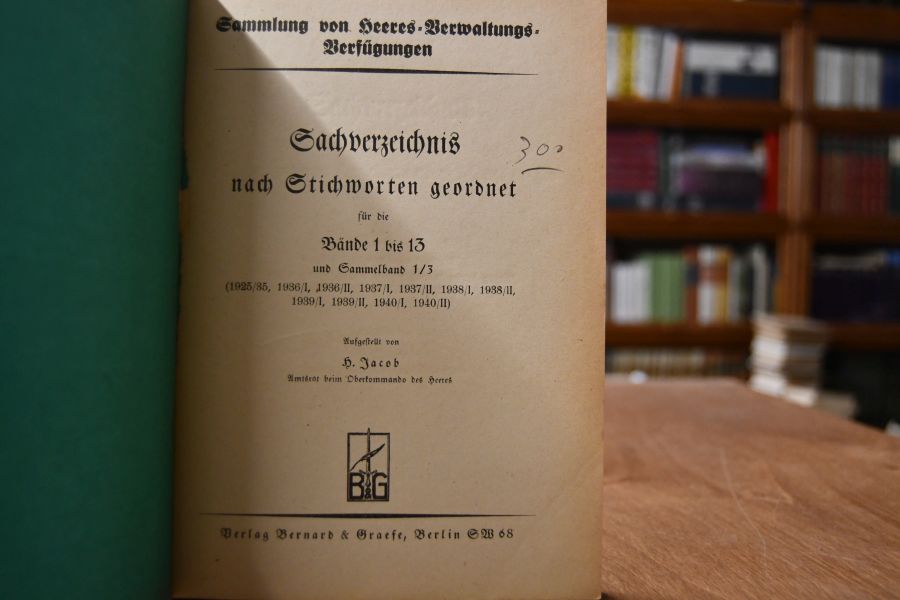 Sammlung von Heeres-Verwaltungs-
Verfügungen
Sachverzeichnis
300
nach Stichworten geordnet
für die
Bände 1 bis 13
und Sammelband 1/3
(1925/35, 1936/I, 1936/II, 1937/I, 1937/II, 1938/I, 1938/II,
1939/I, 1939/II, 1940/I, 1940/II)
Aufgestellt von
H. Jacob
Amtsrat beim Oberkommando des Heeres
B&G
Verlag Bernard & Graefe, Berlin SW 68